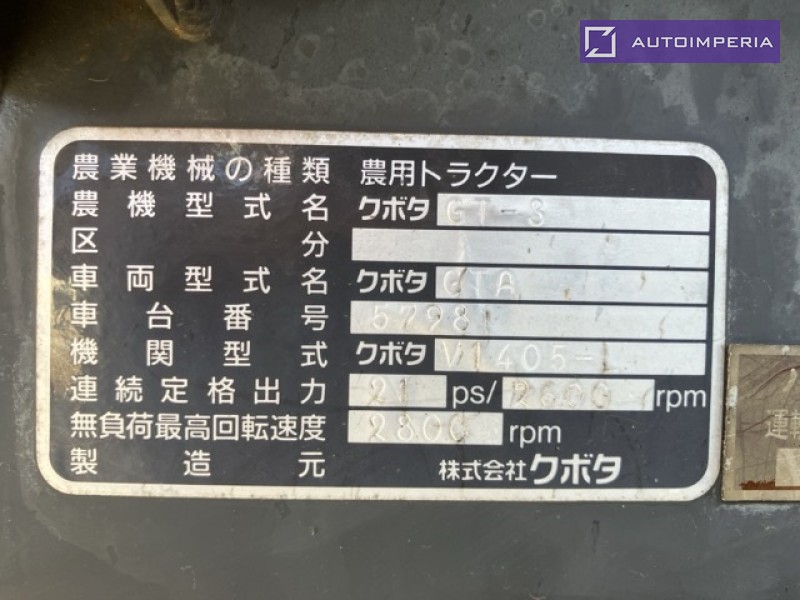 AUTOIMPERIA
農業機械の種類 農用トラクター
農機型式名 クボタ GT-3
区分
車両型式名 クボタ GTA
車台番号 57981
機関型式 クボタ V1405-1
連続定格出力 21 ps/ 2600 rpm
無負荷最高回転速度 2800 rpm
製造元 株式会社クボタ
運転